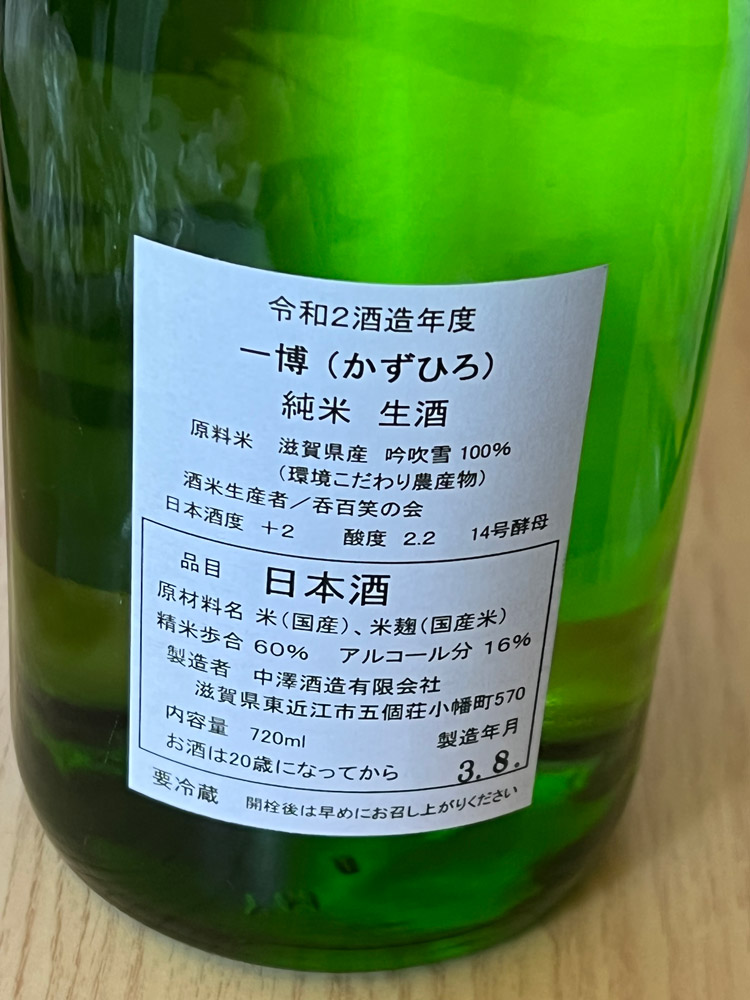 令和2酒造年度
一博（かずひろ）
純米 生酒
原料米 滋賀県産 吟吹雪 100%
（環境こだわり農産物）
酒米生産者／呑百笑の会
日本酒度 +2 酸度 2.2 14号酵母
品目 日本酒
原材料名 米（国産）、米麹（国産米）
精米歩合 60% アルコール分 16%
製造者 中澤酒造有限会社
滋賀県東近江市五個荘小幡町570
内容量 720ml 製造年月
お酒は20歳になってから 3.8.
要冷蔵 開栓後は早めにお召し上がりください